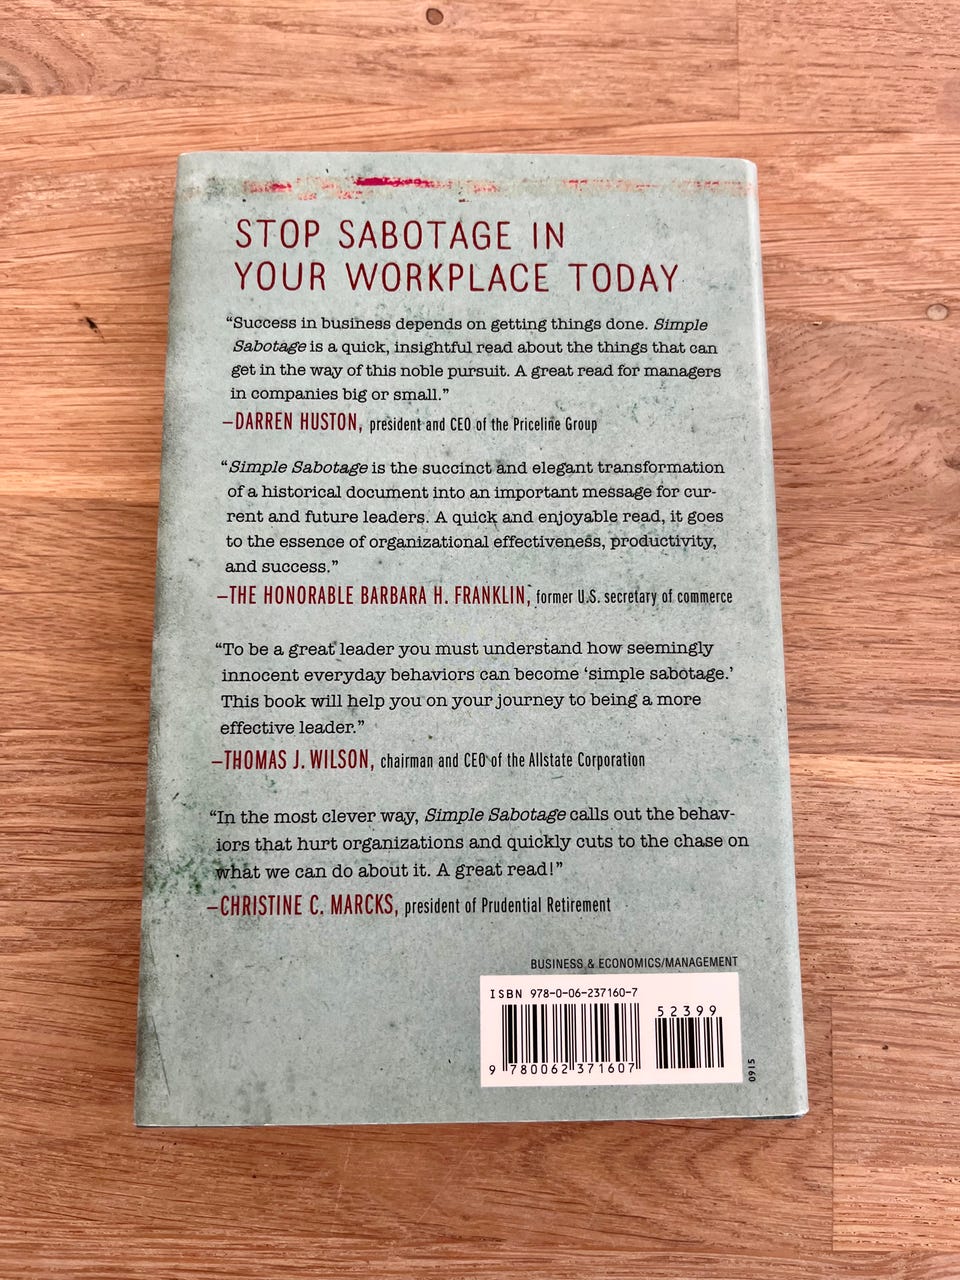 STOP SABOTAGE IN
YOUR WORKPLACE TODAY
“Success in business depends on getting things done. Simple
Sabotage is a quick, insightful read about the things that can
get in the way of this noble pursuit. A great read for managers
in companies big or small.”
—DARREN HUSTON, president and CEO of the Priceline Group
“Simple Sabotage is the succinct and elegant transformation
of a historical document into an important message for cur-
rent and future leaders. A quick and enjoyable read, it goes
to the essence of organizational effectiveness, productivity,
and success.”
—THE HONORABLE BARBARA H. FRANKLIN, former U.S. secretary of commerce
“To be a great leader you must understand how seemingly
innocent everyday behaviors can become ‘simple sabotage.’
This book will help you on your journey to being a more
effective leader.”
—THOMAS J. WILSON, chairman and CEO of the Allstate Corporation
“In the most clever way, Simple Sabotage calls out the behav-
iors that hurt organizations and quickly cuts to the chase on
what we can do about it. A great read!”
—CHRISTINE C. MARCKS, president of Prudential Retirement
BUSINESS & ECONOMICS/MANAGEMENT
ISBN 978-0-06-237160-7
52399
9 780062 371607
0915